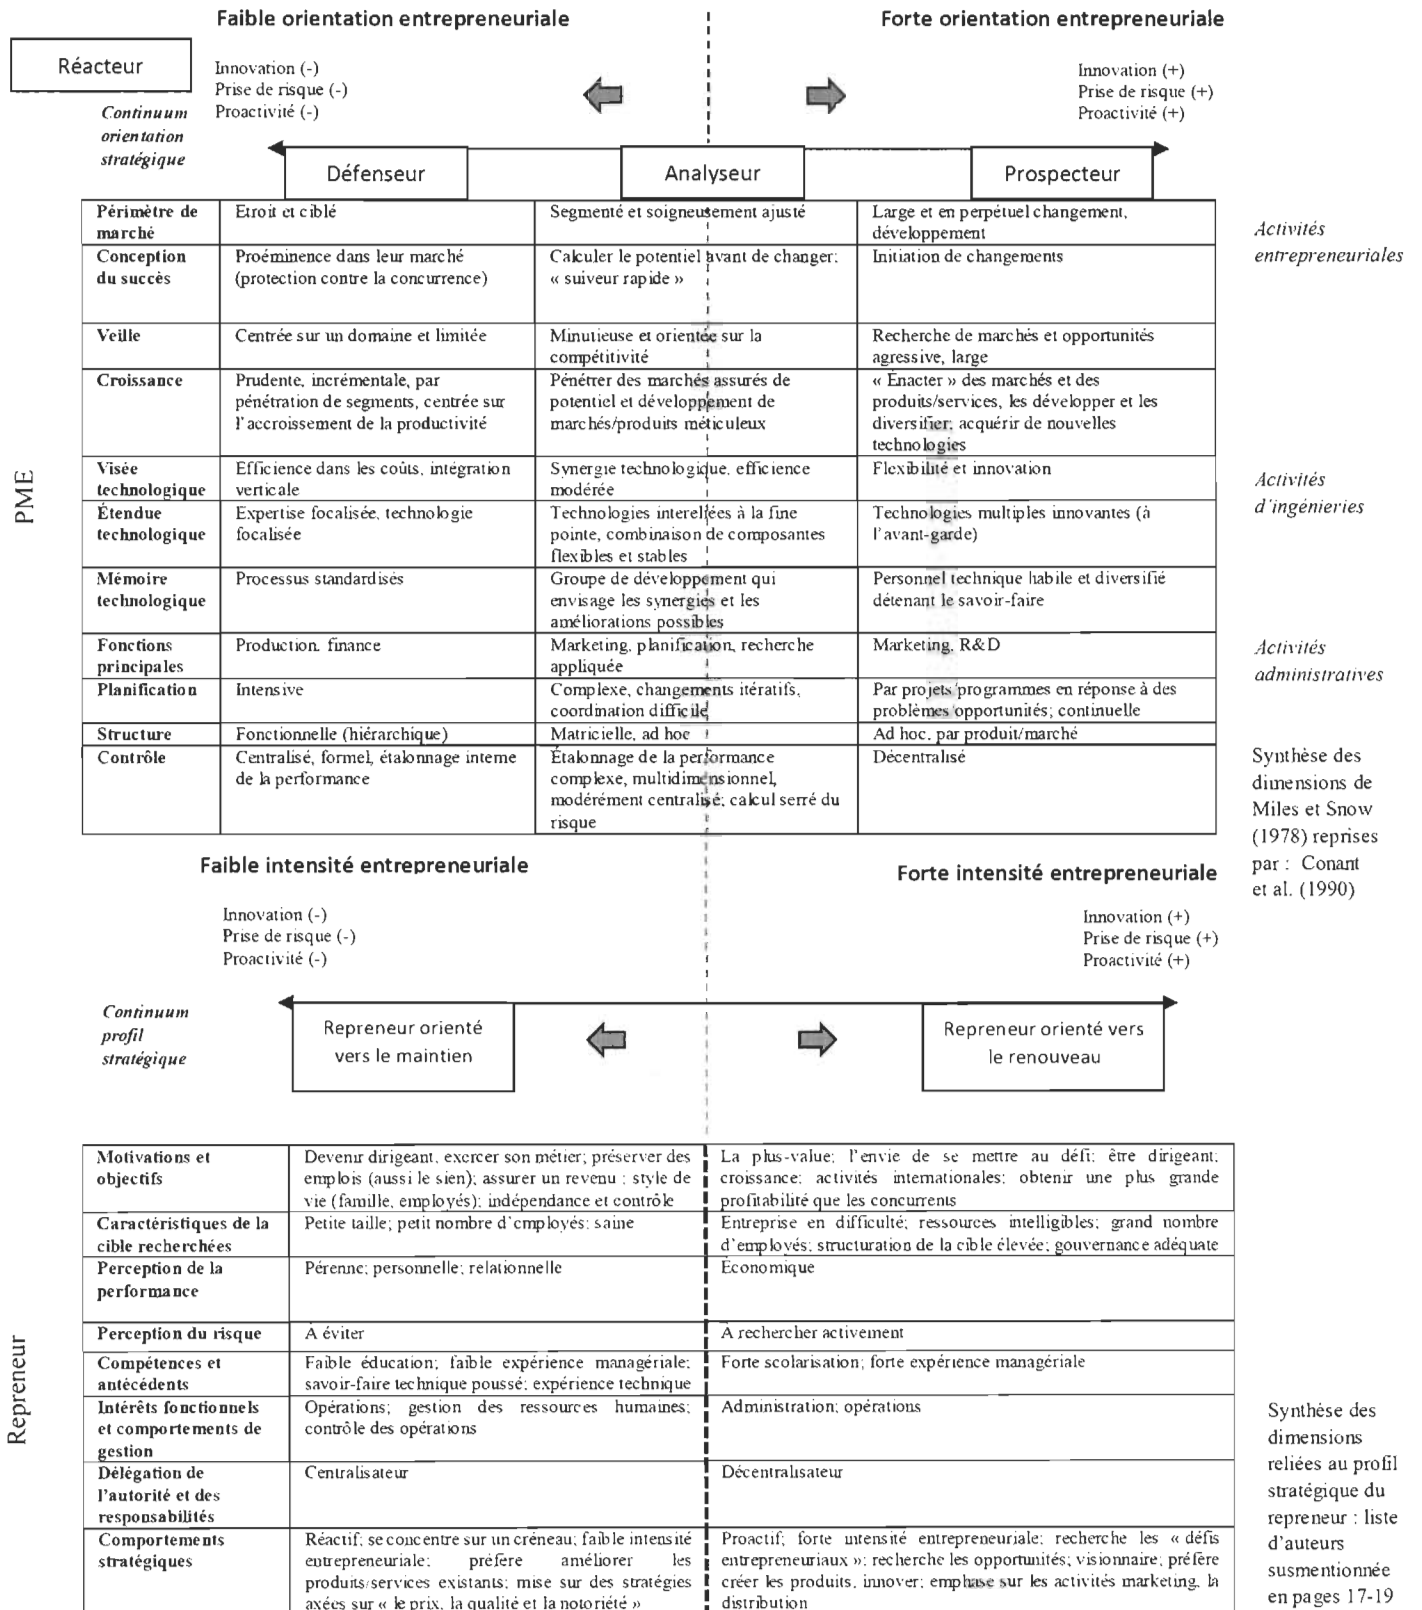 Faible orientation entrepreneuriale
Forte orientation entrepreneuriale
Réacteur
Innovation (-)
Prise de risque (-)
Proactivité (-)
Innovation (+)
Prise de risque (+)
Proactivité (+)
Continuum
orientation
stratégique
Défenseur
Analyseur
Prospecteur
PME
Périmètre de
marché
Etroit et ciblé
Segmenté et soigneusement ajusté
Large et en perpétuel changement,
développement
Activités
entrepreneuriales
Conception
du succès
Proéminence dans leur marché
(protection contre la concurrence)
Calculer le potentiel avant de changer;
« suiveur rapide »
Initiation de changements
Veille
Centrée sur un domaine et limitée
Minutieuse et orientée sur la
compétitivité
Recherche de marchés et opportunités
agressive, large
Croissance
Prudente, incrémentale, par
pénétration de segments, centrée sur
l'accroissement de la productivité
Pénétrer des marchés assurés de
potentiel et développement de
marchés/produits méticuleux
« Enacter » des marchés et des
produits/services, les développer et les
diversifier; acquérir de nouvelles
technologies
Visée
technologique
Efficience dans les coûts, intégration
verticale
Synergie technologique, efficience
modérée
Flexibilité et innovation
Activités
d'ingénieries
Étendue
technologique
Expertise focalisée, technologie
focalisée
Technologies interelíées à la fine
pointe, combinaison de composantes
flexibles et stables
Technologies multiples innovantes (à
l'avant-garde)
Mémoire
technologique
Processus standardisés
Groupe de développement qui
envisage les synergies et les
améliorations possibles
Personnel technique habile et diversifié
détenant le savoir-faire
Fonctions
principales
Production, finance
Marketing, planification, recherche
appliquée
Marketing, R&D
Activités
administratives
Planification
Intensive
Complexe, changements itératifs,
coordination difficile
Par projets/programmes en réponse à des
problèmes/opportunités; continuelle
Structure
Fonctionnelle (hiérarchique)
Matricielle, ad hoc
Ad hoc, par produit/marché
Contrôle
Centralisé, formel, étalonnage interne
de la performance
Étalonnage de la performance
complexe, multidimensionnel,
modérément centralisé; calcul serré du
risque
Décentralisé
Synthèse des
dimensions de
Miles et Snow
(1978) reprises
par : Conant
et al. (1990)
Faible intensité entrepreneuriale
Forte intensité entrepreneuriale
Innovation (-)
Prise de risque (-)
Proactivité (-)
Innovation (+)
Prise de risque (+)
Proactivité (+)
Continuum
profil
stratégique
Repreneur orienté
vers le maintien
Repreneur orienté vers
le renouveau
Repreneur
Motivations et
objectifs
Devenir dirigeant, exercer son métier; préserver des
emplois (aussi le sien); assurer un revenu ; style de
vie (famille, employés); indépendance et contrôle
La plus-value; l'envie de se mettre au défi; être dirigeant;
croissance; activités internationales; obtenir une plus grande
profitabilité que les concurrents
Caractéristiques de la
cible recherchées
Petite taille; petit nombre d'employés; saine
Entreprise en difficulté; ressources intelligibles; grand nombre
d'employés; structuration de la cible élevée; gouvernance adéquate
Perception de la
performance
Pérenne; personnelle; relationnelle
Économique
Perception du risque
À éviter
À rechercher activement
Compétences et
antécédents
Faible éducation; faible expérience managériale;
savoir-faire technique poussé; expérience technique
Forte scolarisation; forte expérience managériale
Intérêts fonctionnels
et comportements de
gestion
Opérations; gestion des ressources humaines;
contrôle des opérations
Administration; opérations
Délégation de
l'autorité et des
responsabilités
Centralisateur
Décentralisateur
Comportements
stratégiques
Réactif; se concentre sur un créneau; faible intensité
entrepreneuriale; préfère améliorer les
produits/services existants; mise sur des stratégies
axées sur « le prix, la qualité et la notoriété »
Proactif; forte intensité entrepreneuriale; recherche les « défis
entrepreneuriaux »; recherche les opportunités; visionnaire; préfère
créer les produits, innover; emphase sur les activités marketing, la
distribution
Synthèse des
dimensions
reliées au profil
stratégique du
repreneur : liste
d'auteurs
susmentionnée
en pages 17-19